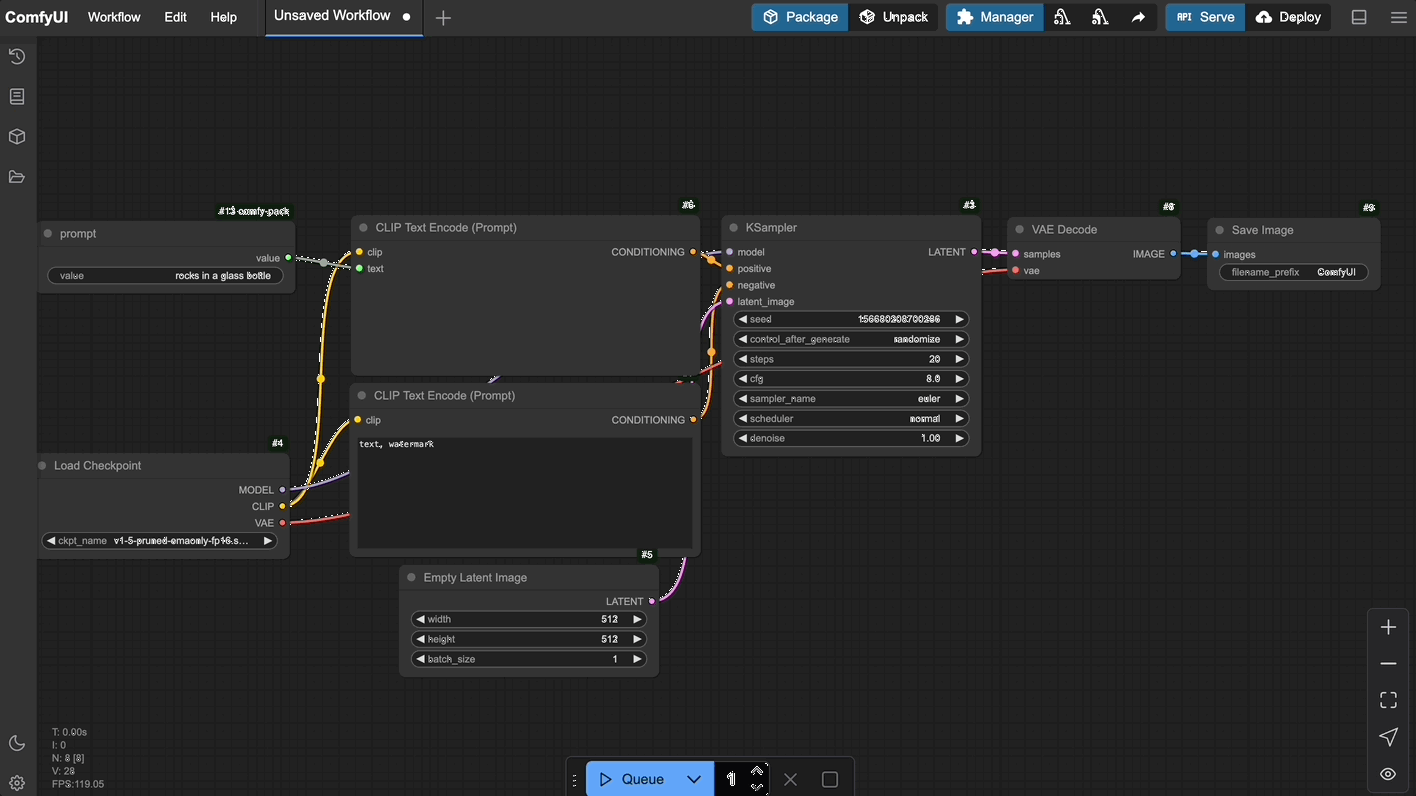 ComfyUI Workflow Edit Help Unsaved Workflow
Package Unpack Manager API Serve Deploy
#13 comfy-pack
prompt
value
value rocks in a glass bottle
#6
CLIP Text Encode (Prompt)
clip CONDITIONING
text
CLIP Text Encode (Prompt)
clip CONDITIONING
text, watermark
#4
Load Checkpoint
MODEL
CLIP
VAE
ckpt_name v1-5-pruned-emaonly-fp16.s...
#5
Empty Latent Image
LATENT
width 512
height 512
batch_size 1
#3
KSampler
model LATENT
positive
negative
latent_image
seed 156680208700286
control_after_generate randomize
steps 20
cfg 8.0
sampler_name euler
scheduler normal
denoise 1.00
#8
VAE Decode
samples IMAGE
vae
#9
Save Image
images
filename_prefix ComfyUI
T: 0.00s
I: 0
N: 8 [8]
V: 28
FPS:119.05
Queue 1